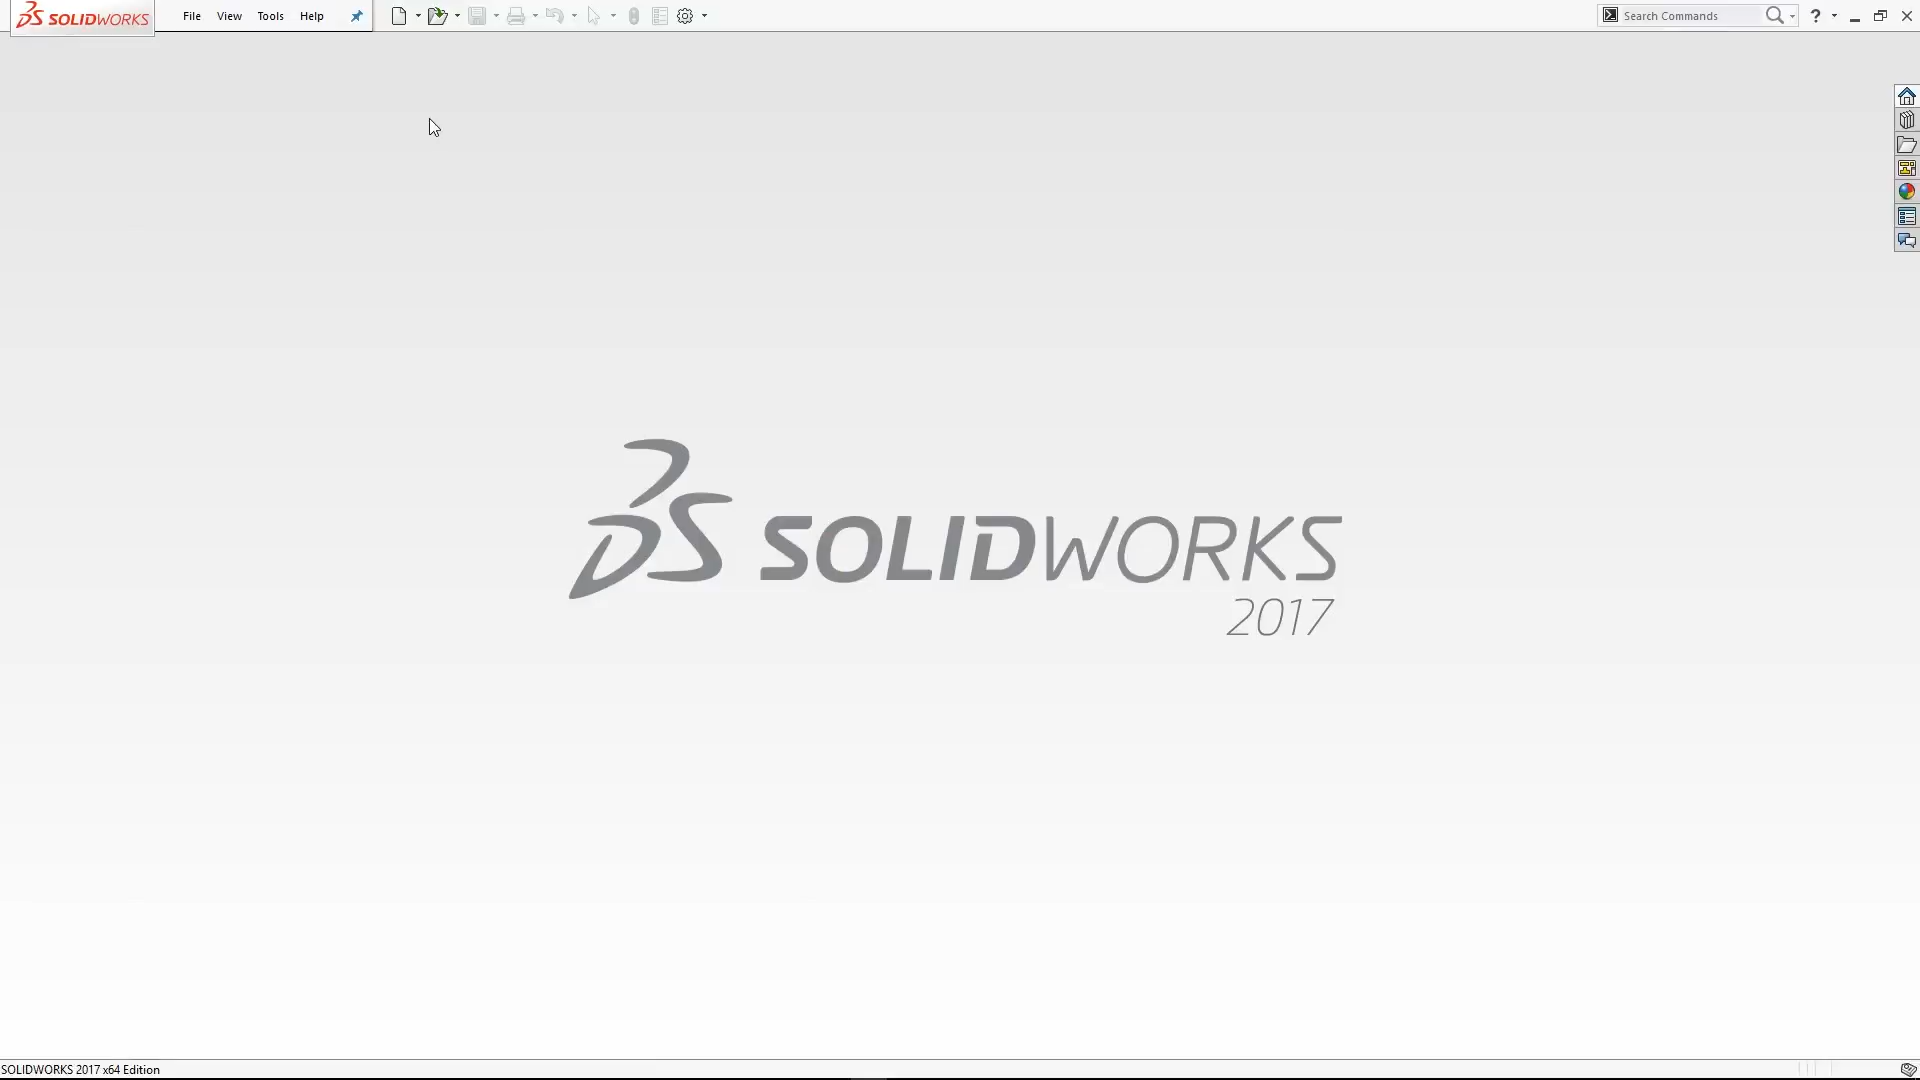 SOLIDWORKS
File View Tools Help
Search Commands
?
SOLIDWORKS
2017
SOLIDWORKS 2017 x64 Edition